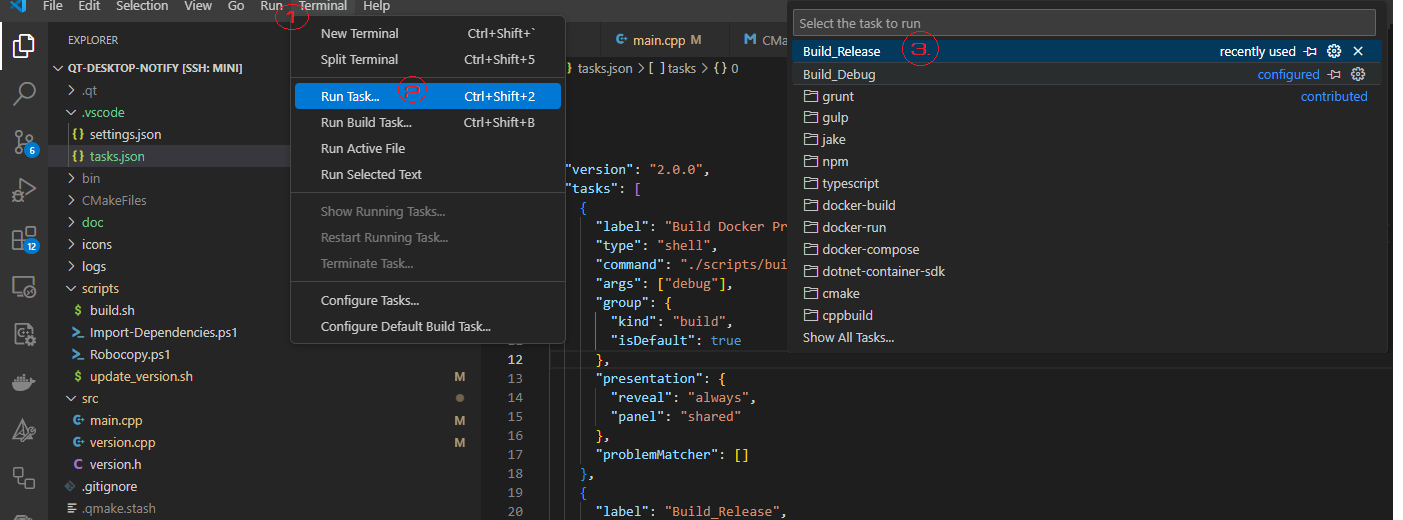 File Edit Selection View Go Run Terminal Help
1
EXPLORER
QT-DESKTOP-NOTIFY [SSH: MINI]
.qt
.vscode
settings.json
tasks.json
bin
CMakeFiles
doc
icons
logs
scripts
build.sh
Import-Dependencies.ps1
Robocopy.ps1
update_version.sh M
src
main.cpp M
version.cpp M
version.h
.gitignore
.qmake.stash
6
12
New Terminal Ctrl+Shift+`
Split Terminal Ctrl+Shift+5
Run Task... 2 Ctrl+Shift+2
Run Build Task... Ctrl+Shift+B
Run Active File
Run Selected Text
Show Running Tasks...
Restart Running Task...
Terminate Task...
Configure Tasks...
Configure Default Build Task...
main.cpp M
tasks.json > [ ] tasks > { } 0
"version": "2.0.0",
"tasks": [
{
"label": "Build Docker Pr
"type": "shell",
"command": "./scripts/bui
"args": ["debug"],
"group": {
"kind": "build",
"isDefault": true
12 },
13 "presentation": {
14 "reveal": "always",
15 "panel": "shared"
16 },
17 "problemMatcher": []
18 },
19 {
20 "label": "Build_Release",
Select the task to run
Build_Release 3. recently used
Build_Debug configured
grunt contributed
gulp
jake
npm
typescript
docker-build
docker-run
docker-compose
dotnet-container-sdk
cmake
cppbuild
Show All Tasks...